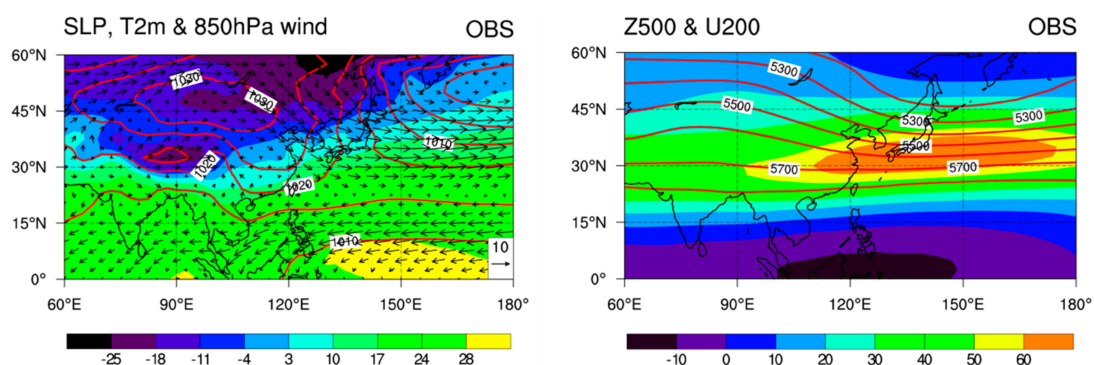 SLP, T2m & 850hPa wind OBS
60°N
45°N
30°N
15°N
0°
1030
1030
1020
1020
1010
1010
10
60°E 90°E 120°E 150°E 180°
-25 -18 -11 -4 3 10 17 24 28
Z500 & U200 OBS
60°N
45°N
30°N
15°N
0°
5300
5500
5300
5300
5500
5700
5700
60°E 90°E 120°E 150°E 180°
-10 0 10 20 30 40 50 60